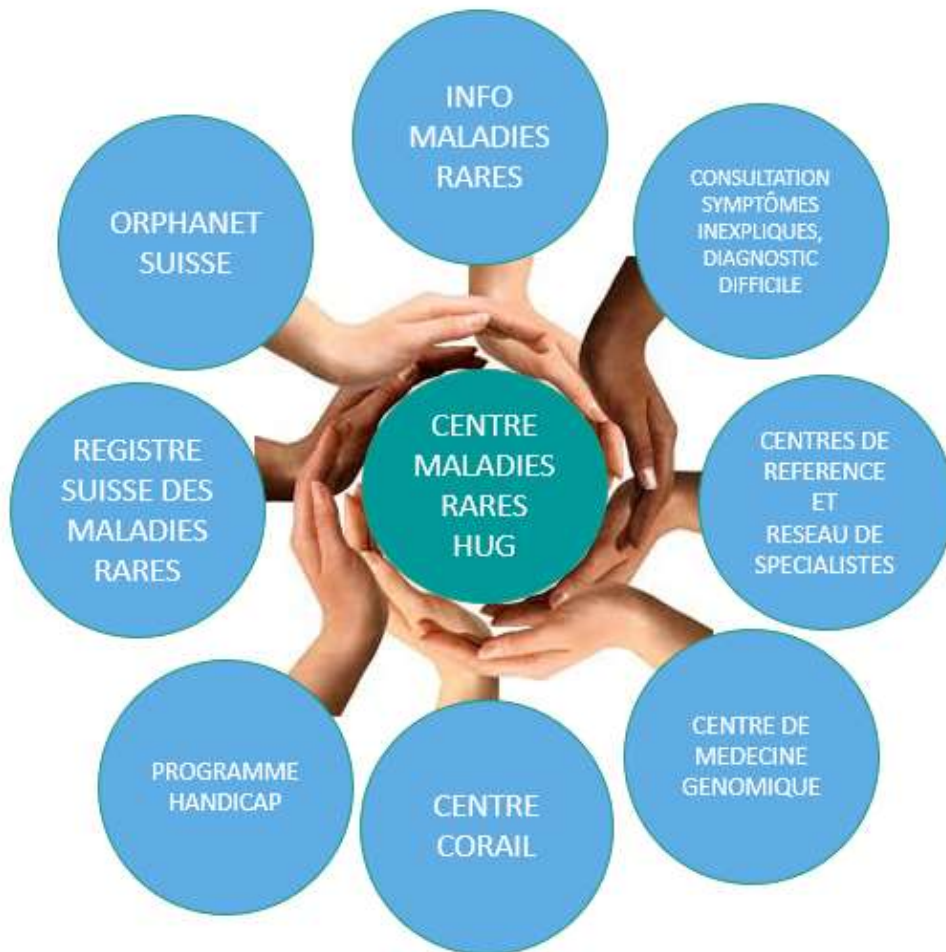 INFO
MALADIES
RARES
CONSULTATION
SYMPTÔMES
INEXPLIQUES,
DIAGNOSTIC
DIFFICILE
CENTRES DE
REFERENCE
ET
RESEAU DE
SPECIALISTES
CENTRE DE
MEDECINE
GENOMIQUE
CENTRE
CORAIL
PROGRAMME
HANDICAP
REGISTRE
SUISSE DES
MALADIES
RARES
ORPHANET
SUISSE
CENTRE
MALADIES
RARES
HUG